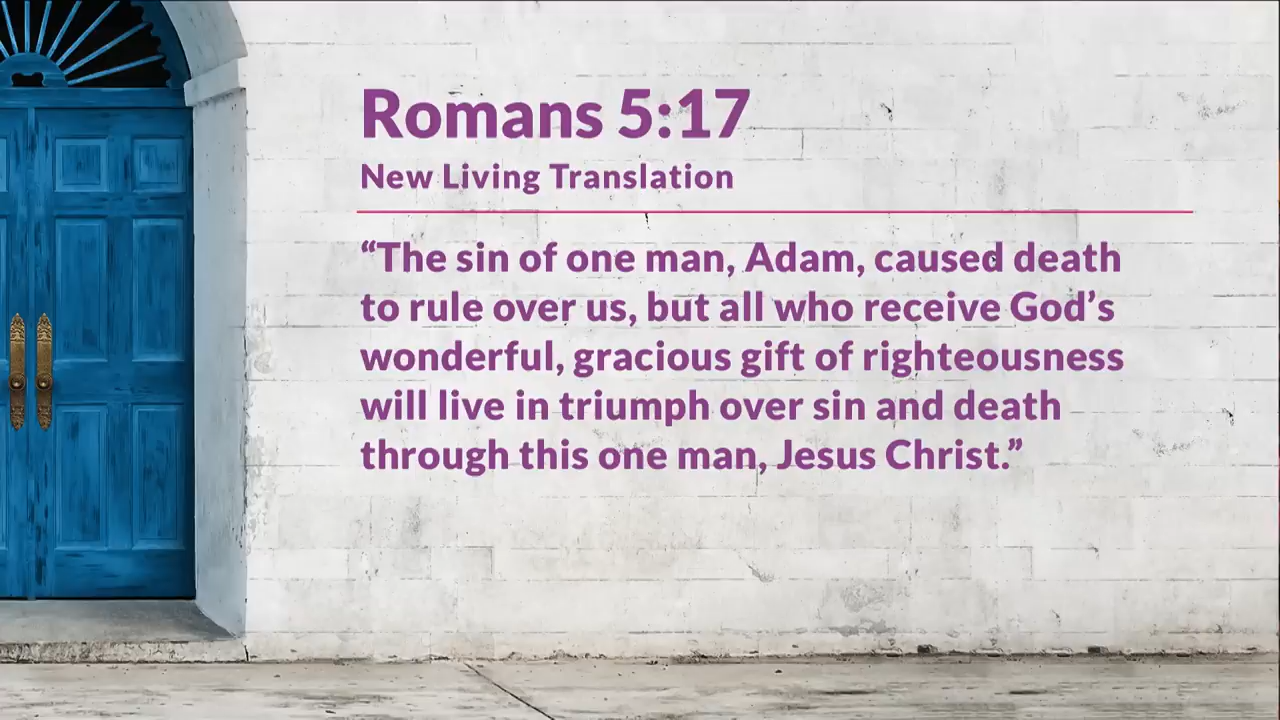 Romans 5:17
New Living Translation
“The sin of one man, Adam, caused death
to rule over us, but all who receive God’s
wonderful, gracious gift of righteousness
will live in triumph over sin and death
through this one man, Jesus Christ.”